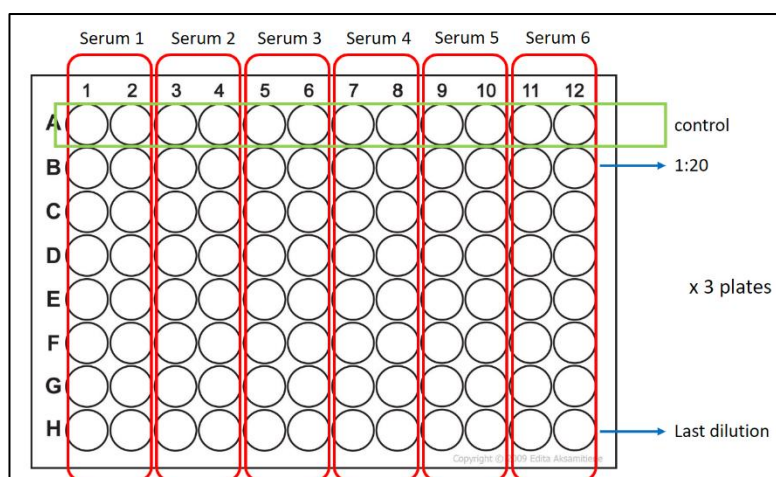 Serum 1 Serum 2 Serum 3 Serum 4 Serum 5 Serum 6
1 2 3 4 5 6 7 8 9 10 11 12
A control
B 1:20
C
D
E x 3 plates
F
G
H Last dilution
Copyright © 2009 Edita Aksamitiene